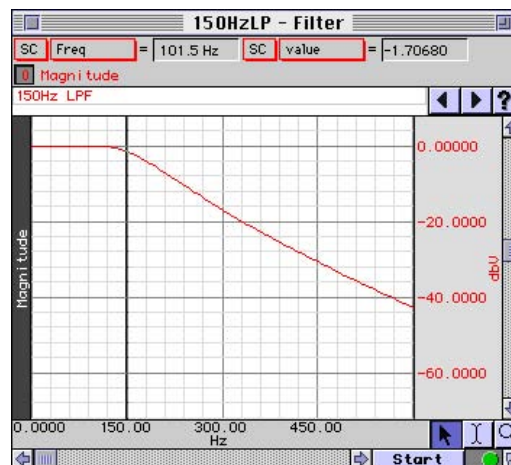 150HzLP - Filter
SC Freq = 101.5 Hz SC value = -1.70680
0 Magnitude
150Hz LPF
?
0.00000
-20.0000
-40.0000
-60.0000
dbV
Magnitude
0.0000 150.00 300.00 450.00
Hz
Start